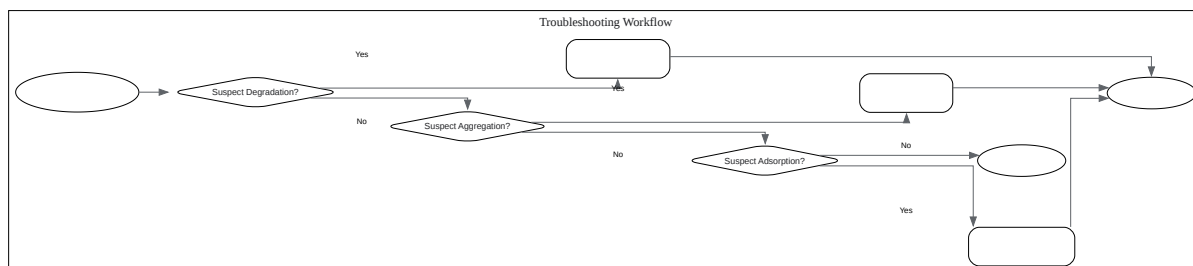 Troubleshooting Workflow
Yes
Suspect Degradation?
Yes
No
Suspect Aggregation?
No
No
Suspect Adsorption?
Yes